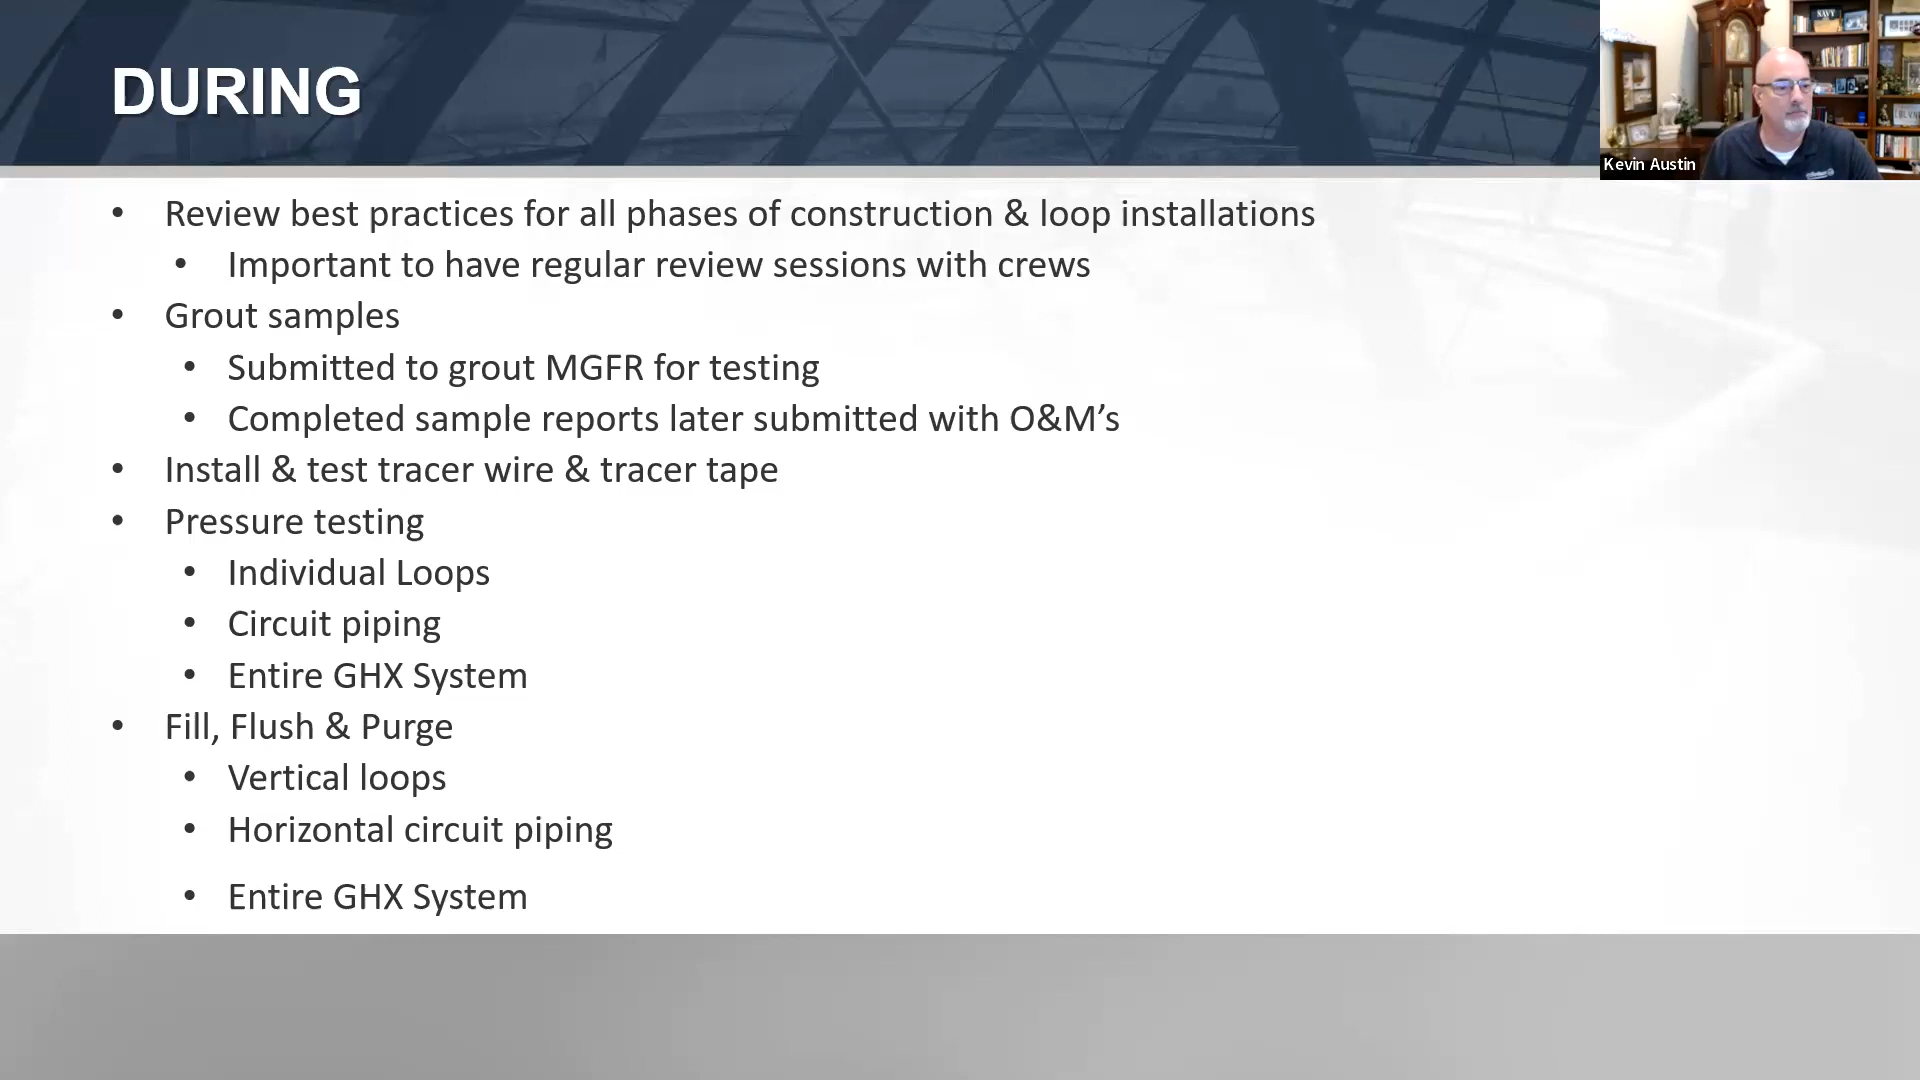 DURING
NAVY
Kevin Austin
• Review best practices for all phases of construction & loop installations
• Important to have regular review sessions with crews
• Grout samples
• Submitted to grout MGFR for testing
• Completed sample reports later submitted with O&M’s
• Install & test tracer wire & tracer tape
• Pressure testing
• Individual Loops
• Circuit piping
• Entire GHX System
• Fill, Flush & Purge
• Vertical loops
• Horizontal circuit piping
• Entire GHX System